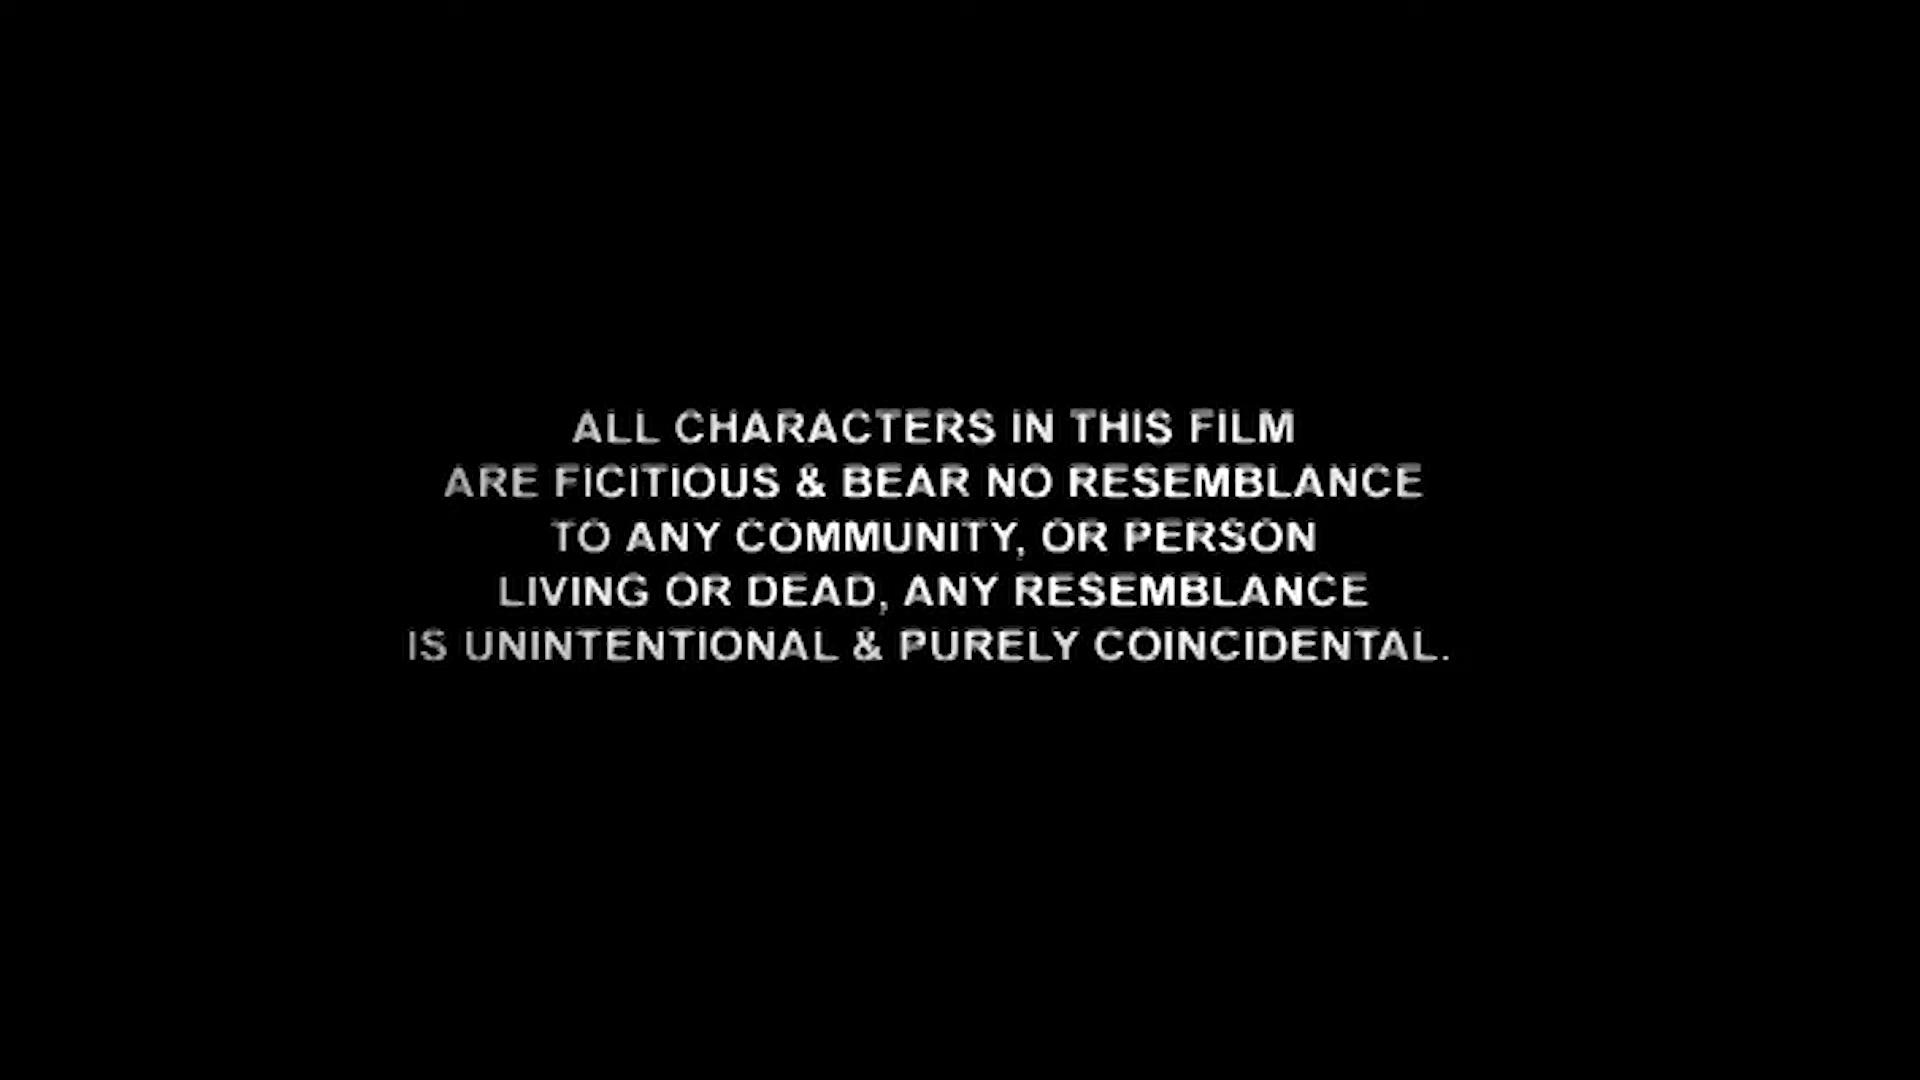 ALL CHARACTERS IN THIS FILM
ARE FICITIOUS & BEAR NO RESEMBLANCE
TO ANY COMMUNITY, OR PERSON
LIVING OR DEAD, ANY RESEMBLANCE
IS UNINTENTIONAL & PURELY COINCIDENTAL.